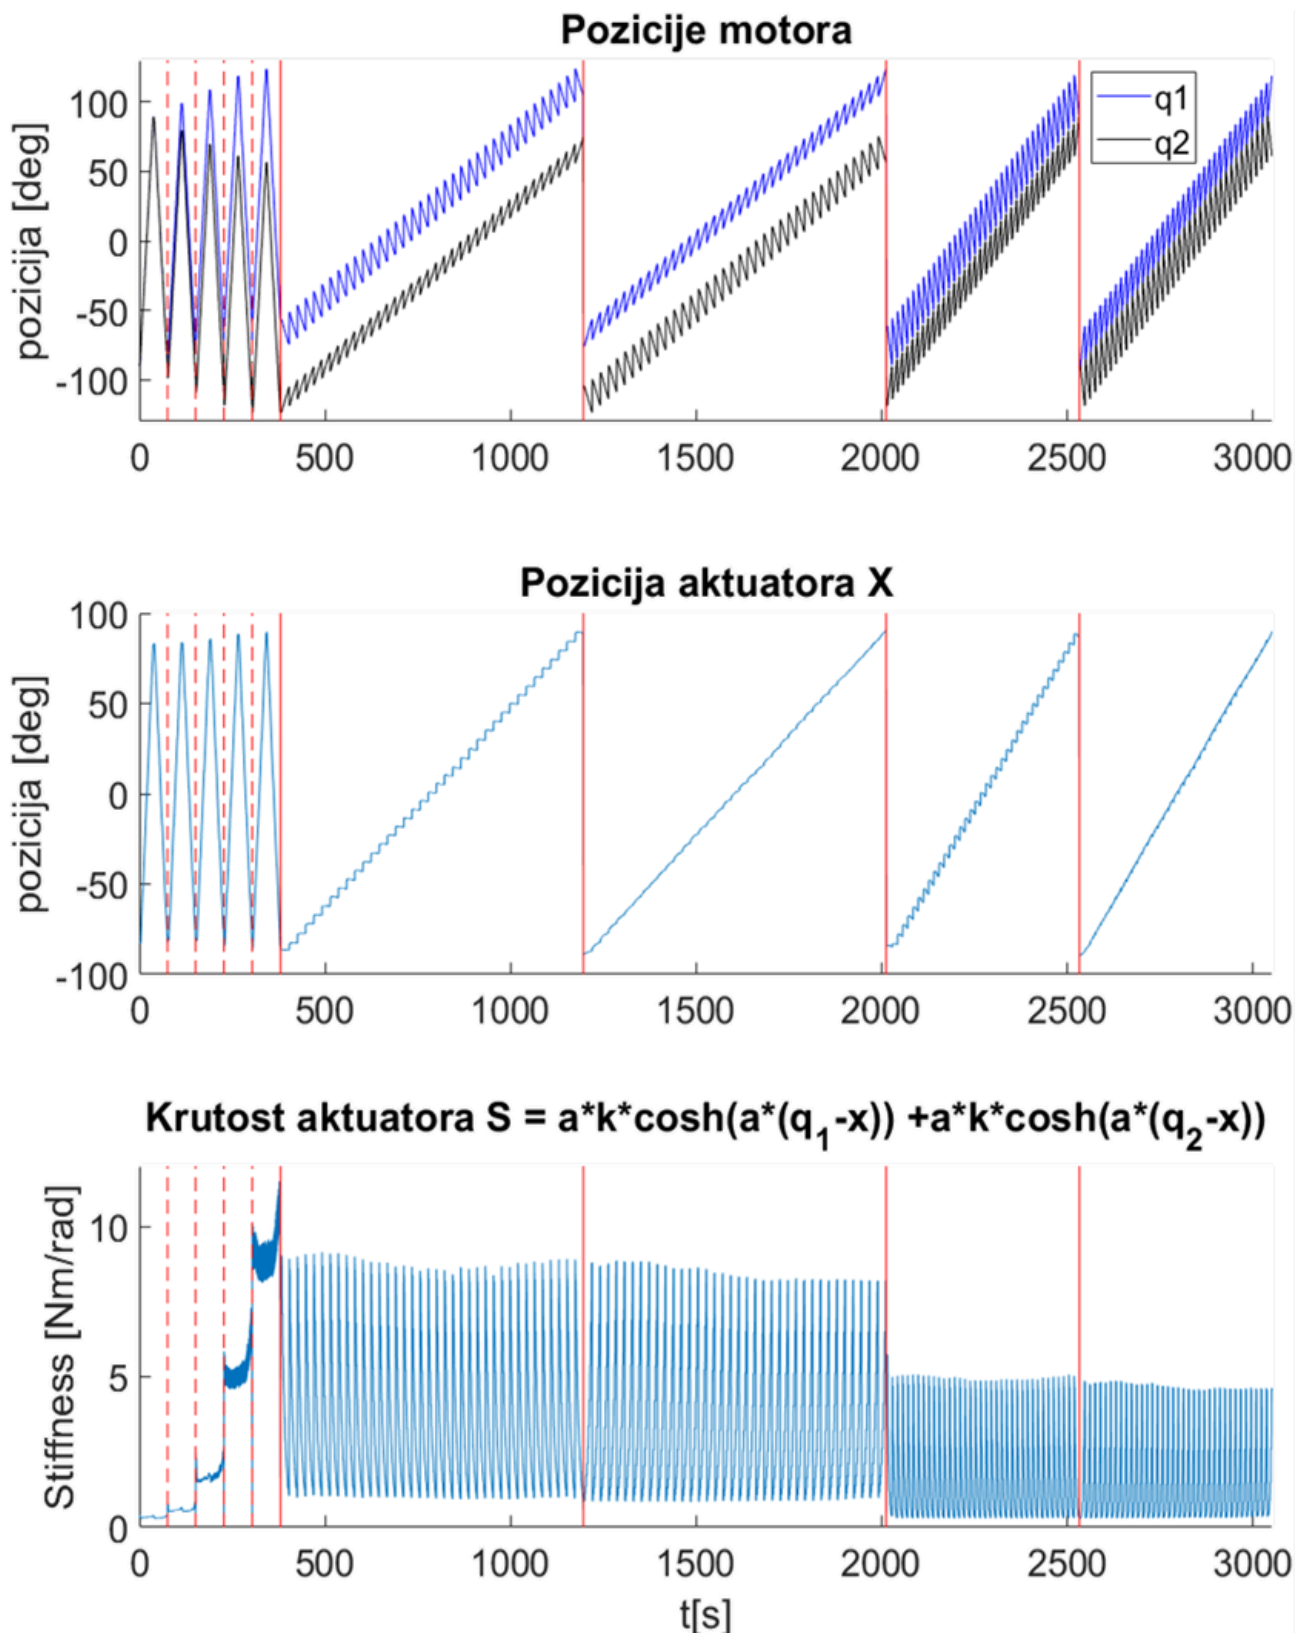 Pozicije motora
pozicija [deg]
100
50
0
-50
-100
q1
q2
0 500 1000 1500 2000 2500 3000
Pozicija aktuatora X
pozicija [deg]
100
50
0
-50
-100
0 500 1000 1500 2000 2500 3000
Krutost aktuatora S = a*k*cosh(a*(q₁-x)) +a*k*cosh(a*(q₂-x))
Stiffness [Nm/rad]
10
5
0
0 500 1000 1500 2000 2500 3000
t[s]